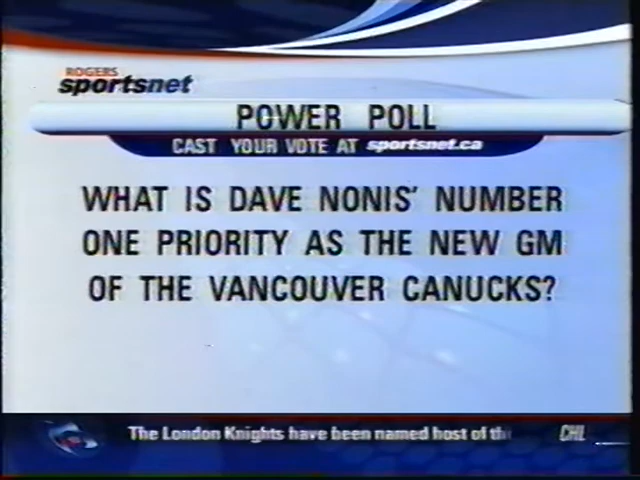 ROGERS
sportsnet
POWER POLL
CAST YOUR VOTE AT sportsnet.ca
WHAT IS DAVE NONIS' NUMBER
ONE PRIORITY AS THE NEW GM
OF THE VANCOUVER CANUCKS?
The London Knights have been named host of th
CHL